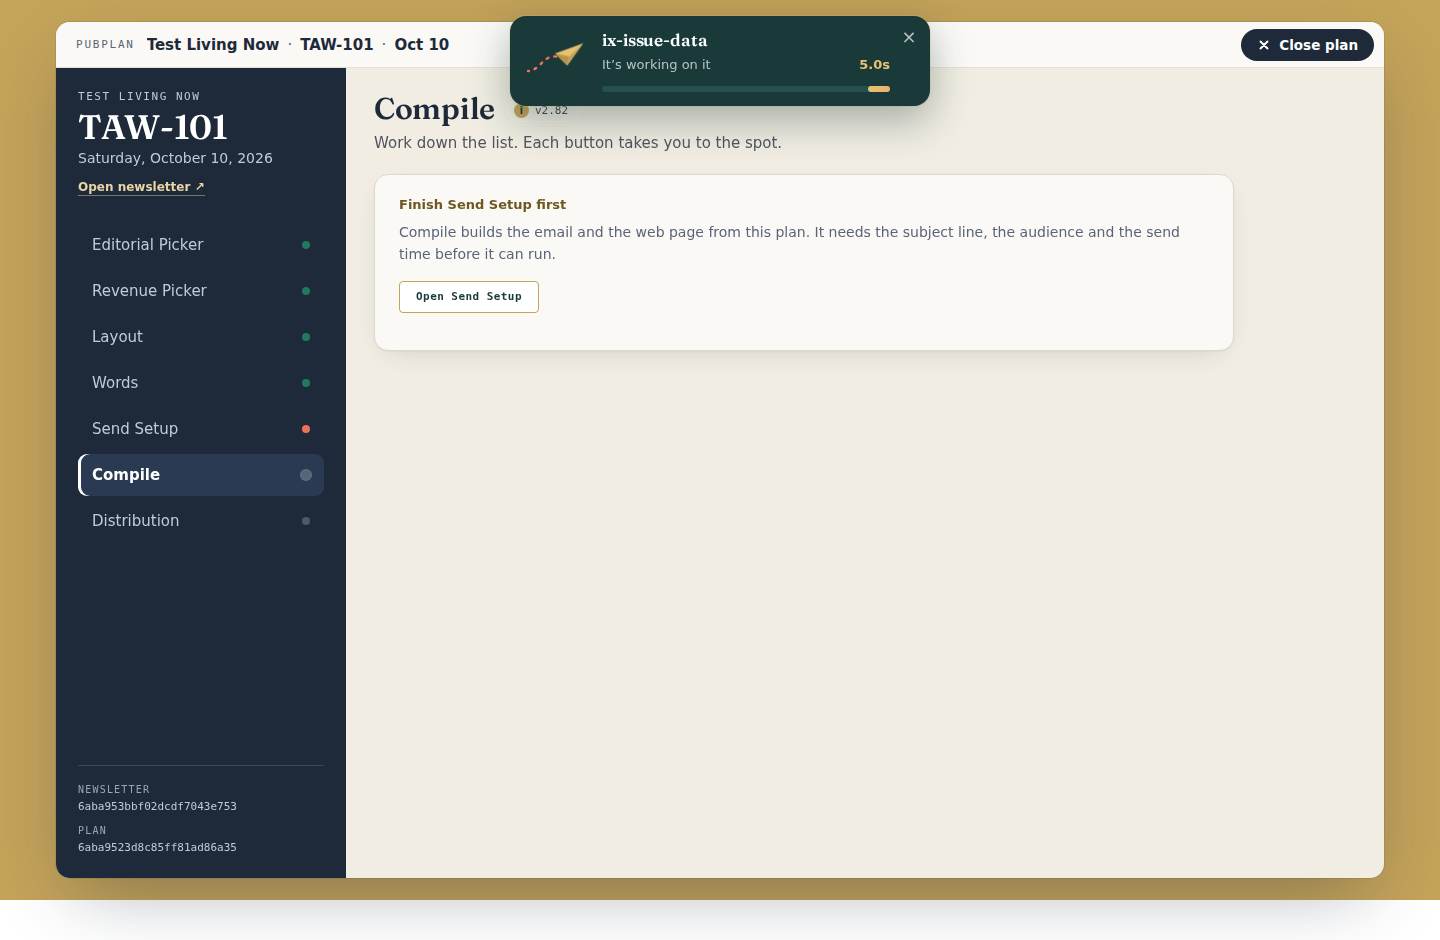 PUBPLAN Test Living Now · TAW-101 · Oct 10
ix-issue-data
It’s working on it 5.0s
✕ Close plan
TEST LIVING NOW
TAW-101
Saturday, October 10, 2026
Open newsletter ↗
Editorial Picker
Revenue Picker
Layout
Words
Send Setup
Compile
Distribution
NEWSLETTER
6aba953bbf02dcdf7043e753
PLAN
6aba9523d8c85ff81ad86a35
Compile i v2.82
Work down the list. Each button takes you to the spot.
Finish Send Setup first
Compile builds the email and the web page from this plan. It needs the subject line, the audience and the send
time before it can run.
Open Send Setup